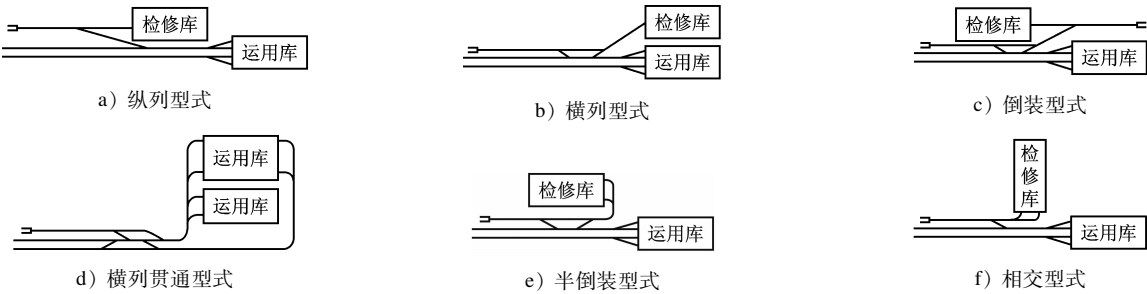 检修库
运用库
a）纵列型式
检修库
运用库
b）横列型式
检修库
运用库
c）倒装型式
运用库
运用库
d）横列贯通型式
检修库
运用库
e）半倒装型式
检
修
库
运用库
f）相交型式